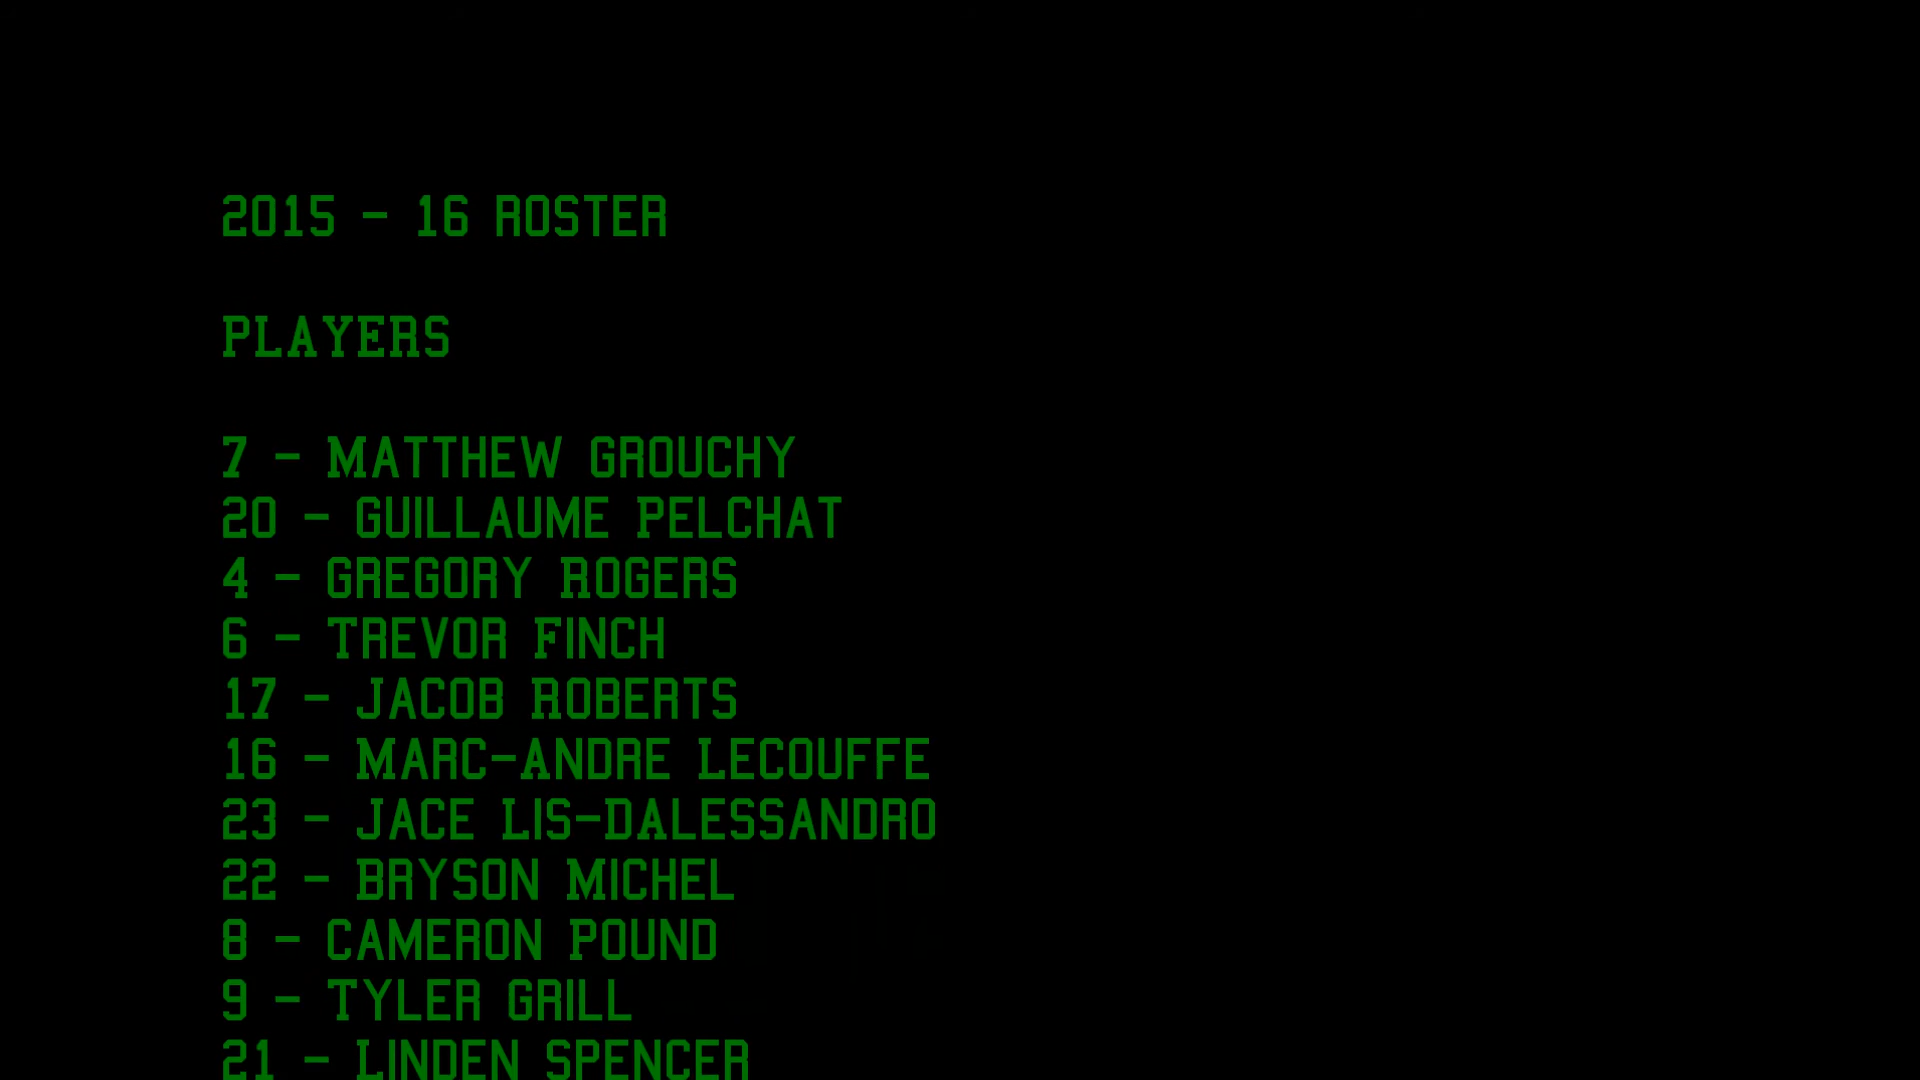 2015 - 16 ROSTER
PLAYERS
7 - MATTHEW GROUCHY
20 - GUILLAUME PELCHAT
4 - GREGORY ROGERS
6 - TREVOR FINCH
17 - JACOB ROBERTS
16 - MARC-ANDRE LECOUFFE
23 - JACE LIS-DALESSANDRO
22 - BRYSON MICHEL
8 - CAMERON POUND
9 - TYLER GRILL
21 - LINDEN SPENCER